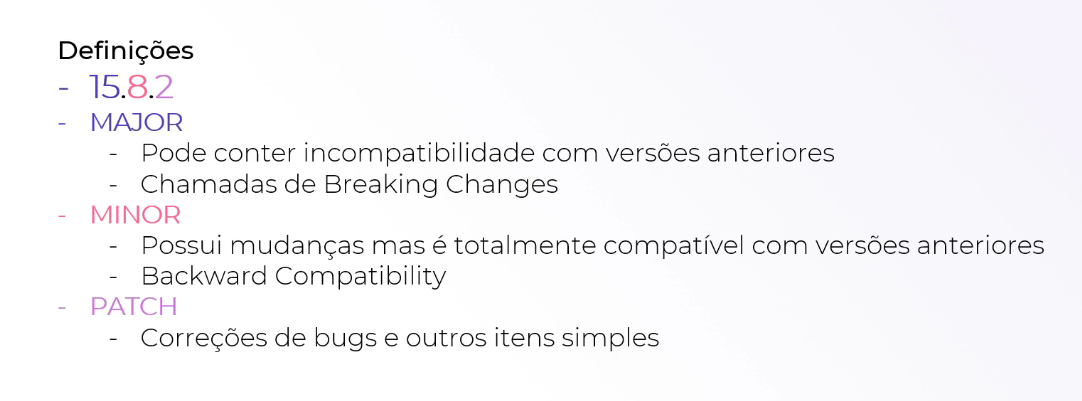 Definições
- 15.8.2
- MAJOR
- Pode conter incompatibilidade com versões anteriores
- Chamadas de Breaking Changes
- MINOR
- Possui mudanças mas é totalmente compatível com versões anteriores
- Backward Compatibility
- PATCH
- Correções de bugs e outros itens simples